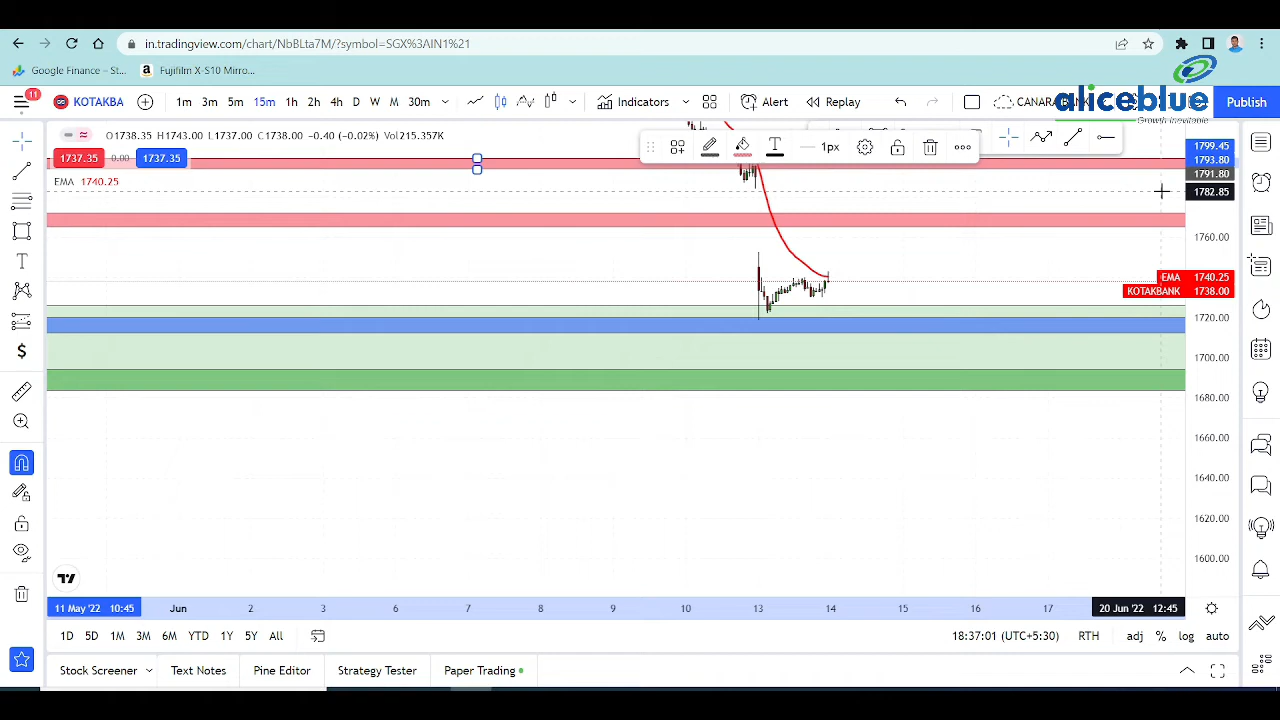 in.tradingview.com/chart/NbBLta7M/?symbol=SGX%3AIN1%21
Google Finance – St...
Fujifilm X-S10 Mirro...
aliceblue
Growth Inevitable
11
KOTAKBA
1m 3m 5m 15m 1h 2h 4h D W M 30m
Indicators
Alert
Replay
CANARA BANK
Publish
O1738.35 H1743.00 L1737.00 C1738.00 -0.40 (-0.02%) Vol215.357K
1737.35 0.00 1737.35
EMA 1740.25
1px
1799.45
1793.80
1791.80
1782.85
1760.00
EMA 1740.25
KOTAKBANK 1738.00
1720.00
1700.00
1680.00
1660.00
1640.00
1620.00
1600.00
11 May '22 10:45 Jun 2 3 6 7 8 9 10 13 14 15 16 17 20 Jun '22 12:45
1D 5D 1M 3M 6M YTD 1Y 5Y All
18:37:01 (UTC+5:30) RTH adj % log auto
Stock Screener Text Notes Pine Editor Strategy Tester Paper Trading